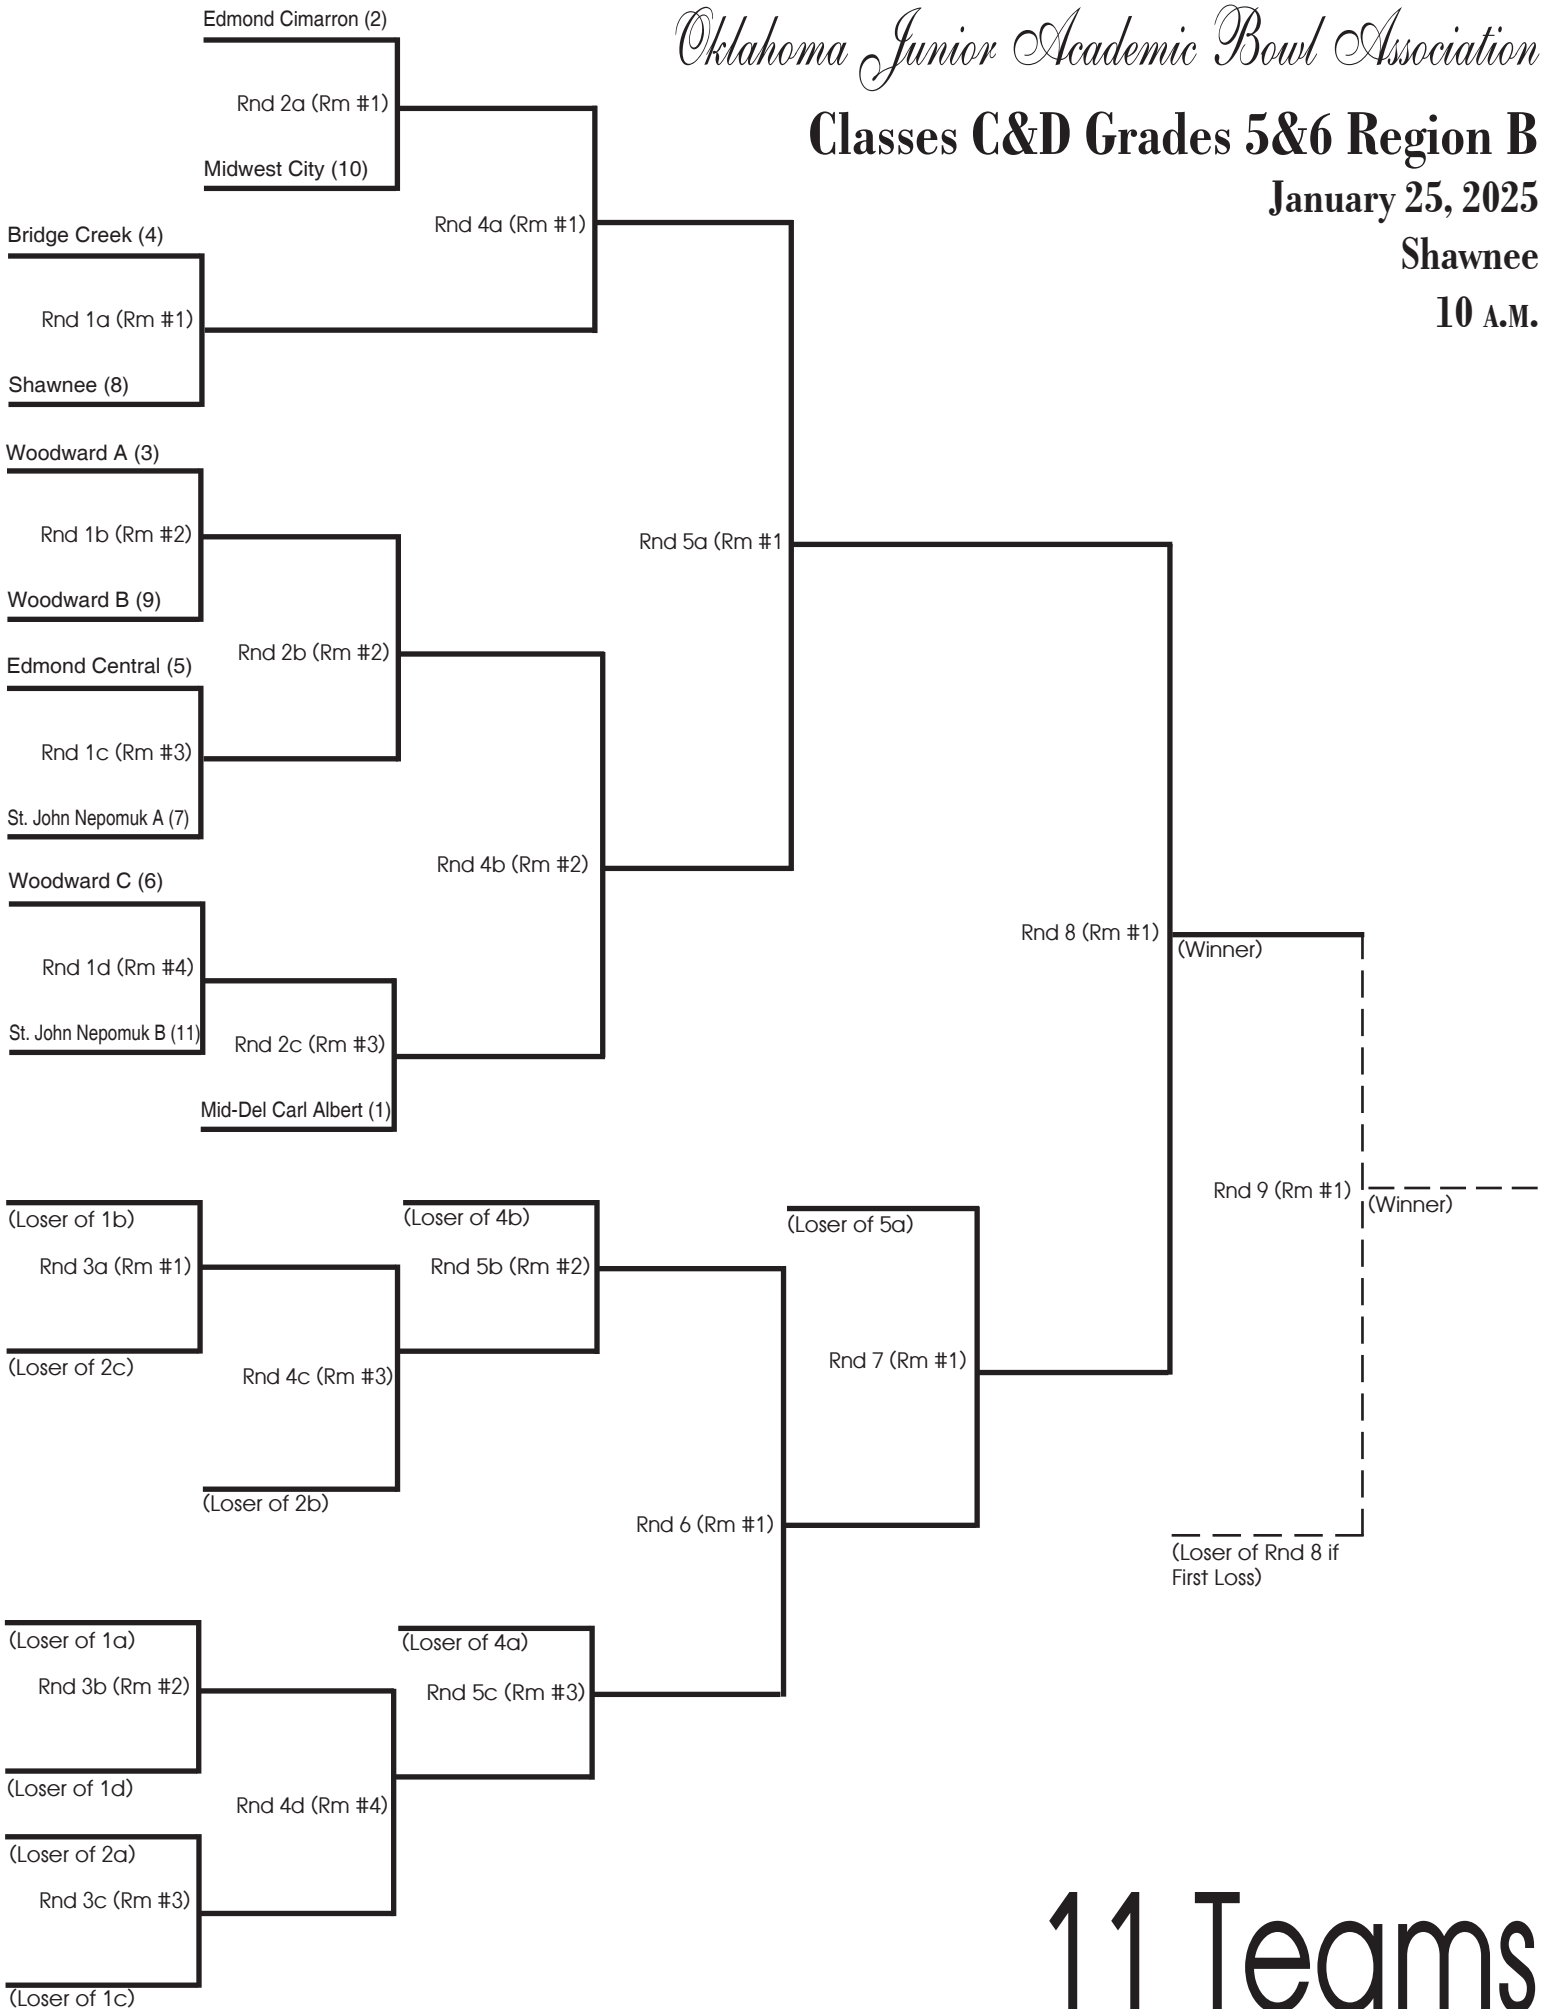 Oklahoma Junior Academic Bowl Association
Classes C&D Grades 5&6 Region B
January 25, 2025
Shawnee
10 A.M.
Edmond Cimarron (2)
Rnd 2a (Rm #1)
Midwest City (10)
Rnd 4a (Rm #1)
Bridge Creek (4)
Rnd 1a (Rm #1)
Shawnee (8)
Woodward A (3)
Rnd 1b (Rm #2)
Rnd 5a (Rm #1
Woodward B (9)
Rnd 2b (Rm #2)
Edmond Central (5)
Rnd 1c (Rm #3)
St. John Nepomuk A (7)
Rnd 4b (Rm #2)
Woodward C (6)
Rnd 8 (Rm #1)
(Winner)
Rnd 1d (Rm #4)
St. John Nepomuk B (11)
Rnd 2c (Rm #3)
Mid-Del Carl Albert (1)
Rnd 9 (Rm #1)
(Winner)
(Loser of 1b)
(Loser of 4b)
(Loser of 5a)
Rnd 3a (Rm #1)
Rnd 5b (Rm #2)
(Loser of 2c)
Rnd 4c (Rm #3)
Rnd 7 (Rm #1)
(Loser of 2b)
Rnd 6 (Rm #1)
(Loser of Rnd 8 if
First Loss)
(Loser of 1a)
(Loser of 4a)
Rnd 3b (Rm #2)
Rnd 5c (Rm #3)
(Loser of 1d)
Rnd 4d (Rm #4)
(Loser of 2a)
Rnd 3c (Rm #3)
(Loser of 1c)
11 Teams